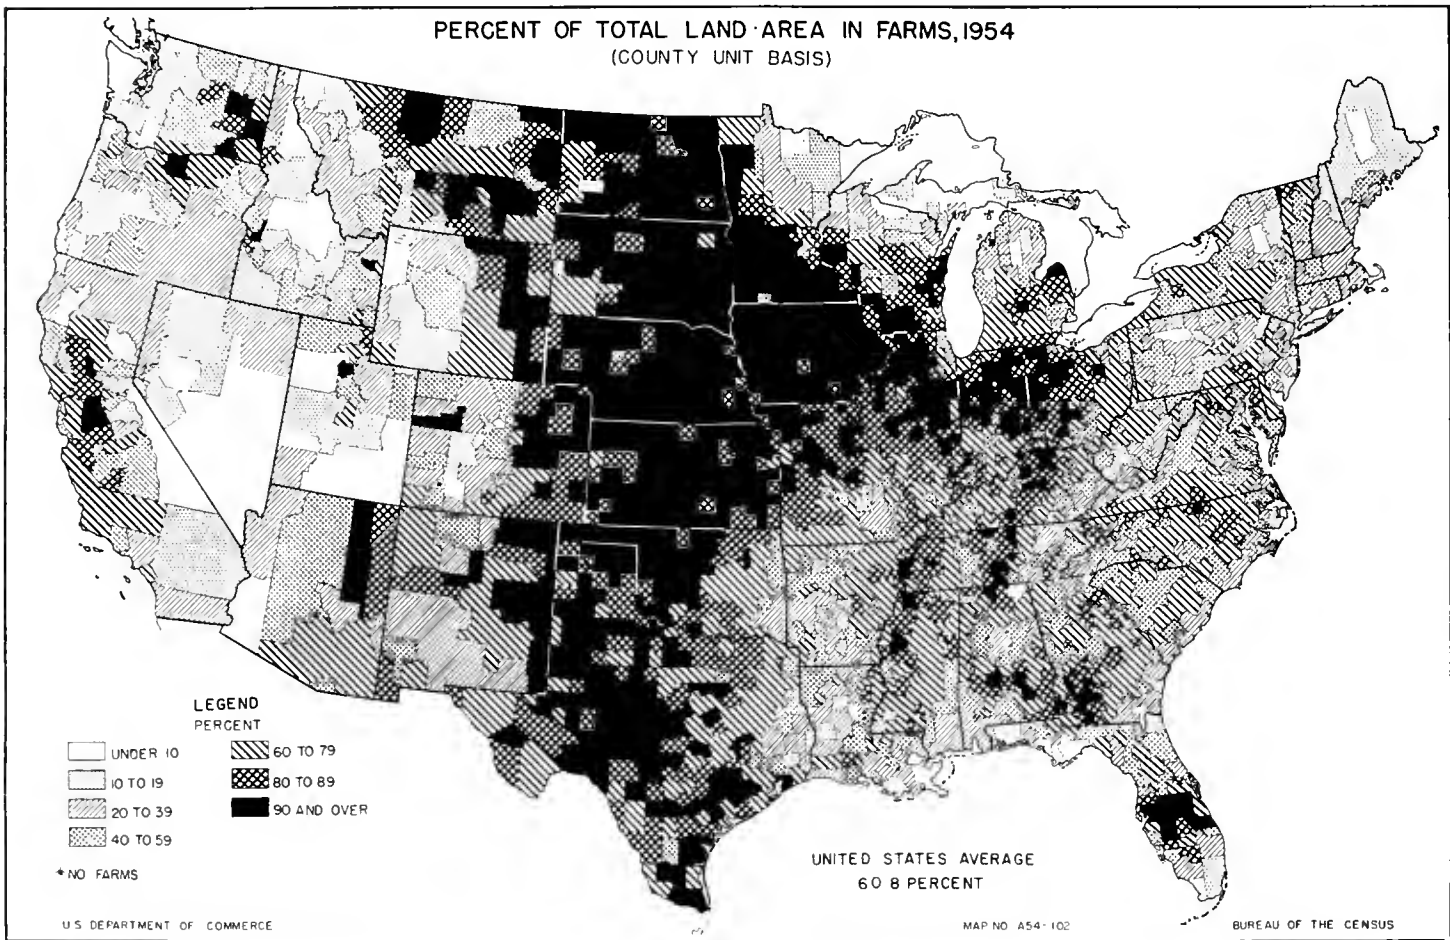 PERCENT OF TOTAL LAND·AREA IN FARMS, 1954
(COUNTY UNIT BASIS)
LEGEND
PERCENT
UNDER 10
10 TO 19
20 TO 39
40 TO 59
60 TO 79
80 TO 89
90 AND OVER
* NO FARMS
UNITED STATES AVERAGE
60 8 PERCENT
U S DEPARTMENT OF COMMERCE
MAP NO A54-102
BUREAU OF THE CENSUS